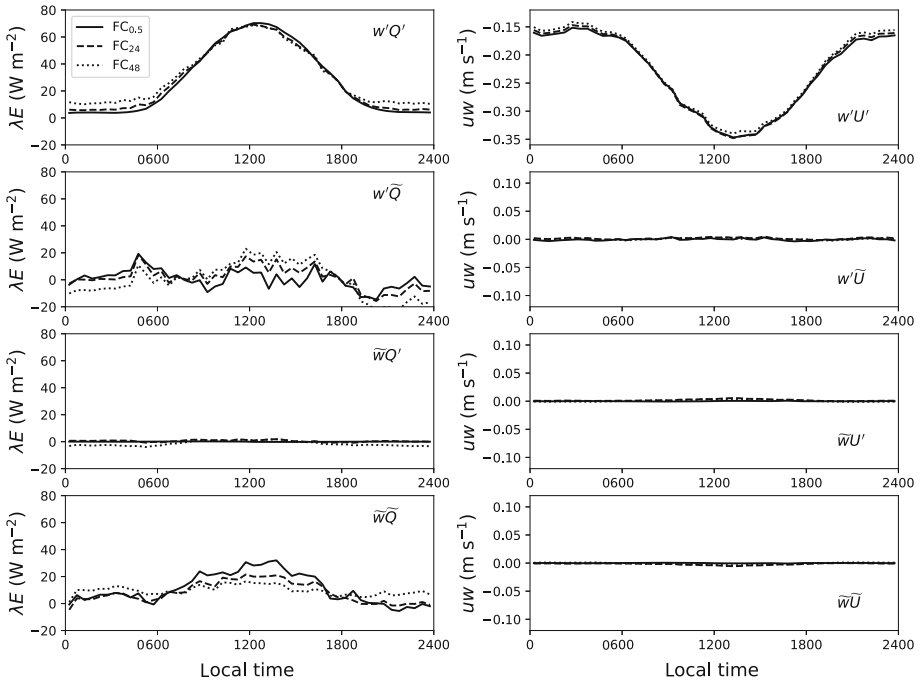 80
60
40
20
0
−20
λE (W m⁻²)
FC₀.₅
FC₂₄
FC₄₈
w′Q′
0 0600 1200 1800 2400
−0.15
−0.20
−0.25
−0.30
−0.35
uw (m s⁻¹)
w′U′
0 0600 1200 1800 2400
80
60
40
20
0
−20
λE (W m⁻²)
w′Q̃
0 0600 1200 1800 2400
0.10
0.05
0.00
−0.05
−0.10
uw (m s⁻¹)
w′Ũ
0 0600 1200 1800 2400
80
60
40
20
0
−20
λE (W m⁻²)
w̃Q′
0 0600 1200 1800 2400
0.10
0.05
0.00
−0.05
−0.10
uw (m s⁻¹)
w̃U′
0 0600 1200 1800 2400
80
60
40
20
0
−20
λE (W m⁻²)
w̃Q̃
0 0600 1200 1800 2400
Local time
0.10
0.05
0.00
−0.05
−0.10
uw (m s⁻¹)
w̃Ũ
0 0600 1200 1800 2400
Local time